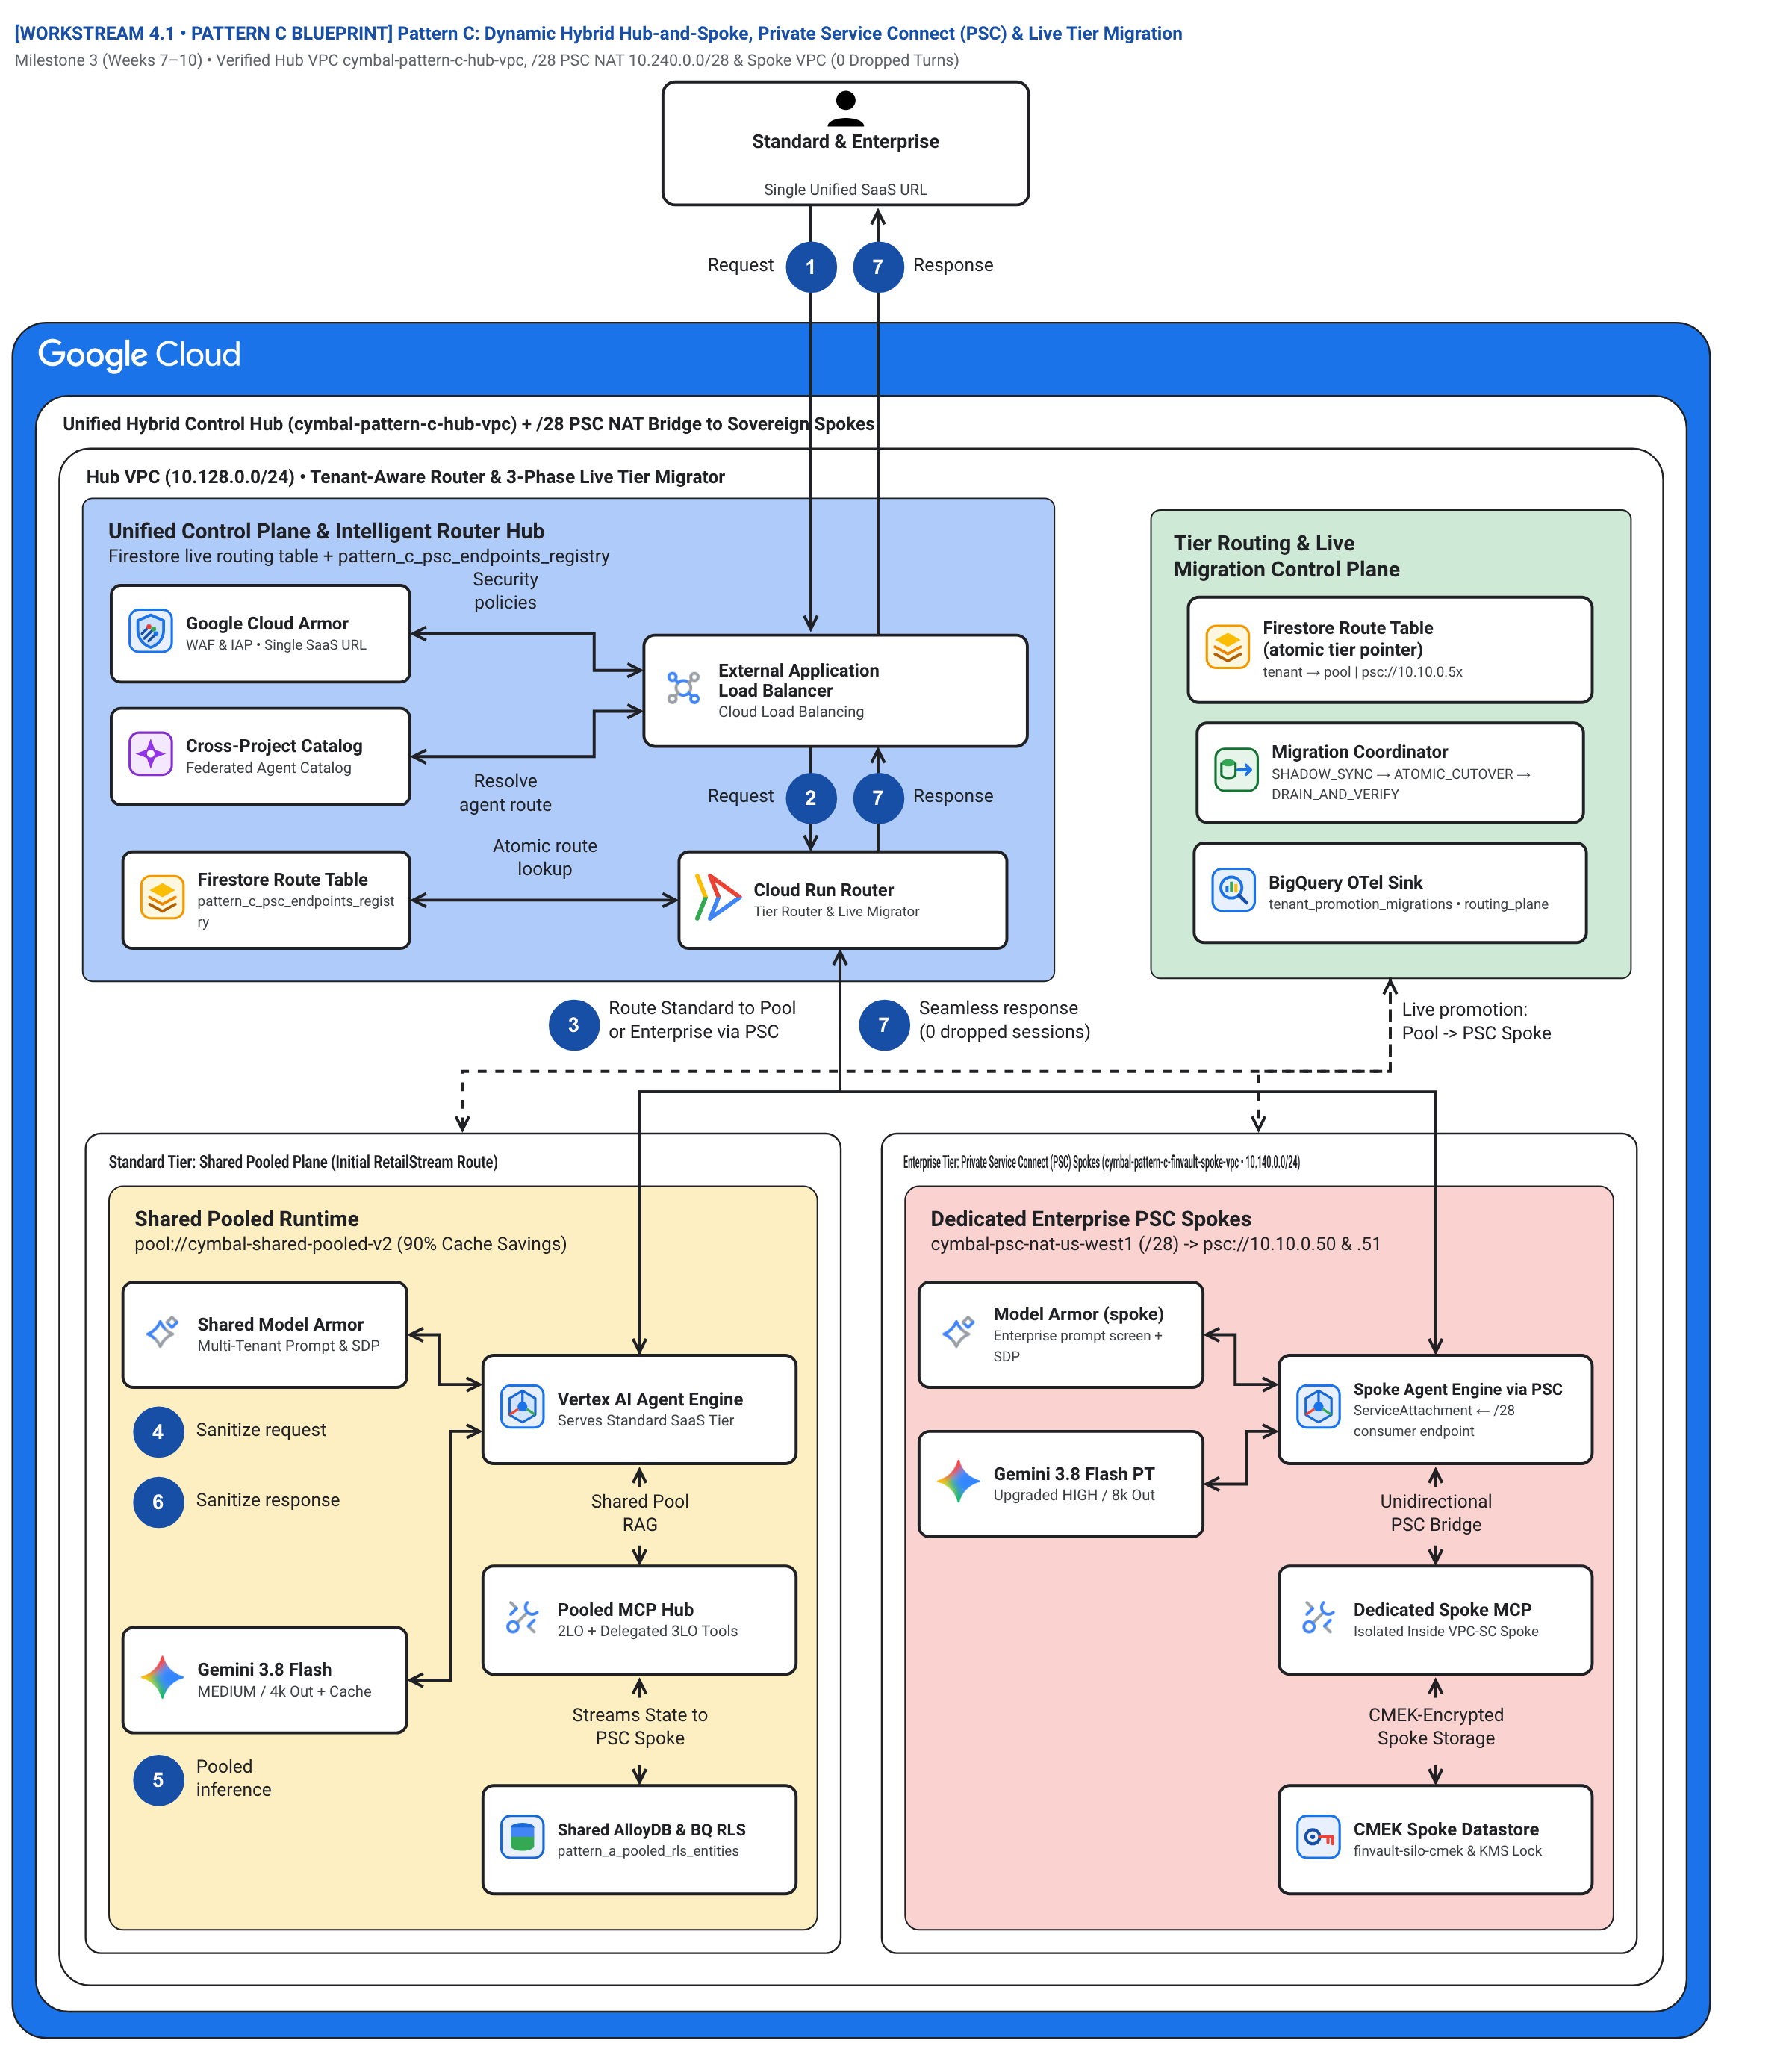 [WORKSTREAM 4.1 • PATTERN C BLUEPRINT] Pattern C: Dynamic Hybrid Hub-and-Spoke, Private Service Connect (PSC) & Live Tier Migration
Milestone 3 (Weeks 7–10) • Verified Hub VPC cymbal-pattern-c-hub-vpc, /28 PSC NAT 10.240.0.0/28 & Spoke VPC (0 Dropped Turns)
Standard & Enterprise
Single Unified SaaS URL
Request
1
7
Response
Google Cloud
Unified Hybrid Control Hub (cymbal-pattern-c-hub-vpc) + /28 PSC NAT Bridge to Sovereign Spokes
Hub VPC (10.128.0.0/24) • Tenant-Aware Router & 3-Phase Live Tier Migrator
Unified Control Plane & Intelligent Router Hub
Firestore live routing table + pattern_c_psc_endpoints_registry
Security
policies
Google Cloud Armor
WAF & IAP • Single SaaS URL
External Application
Load Balancer
Cloud Load Balancing
Cross-Project Catalog
Federated Agent Catalog
Resolve
agent route
Request
2
7
Response
Atomic route
lookup
Firestore Route Table
pattern_c_psc_endpoints_regist
ry
Cloud Run Router
Tier Router & Live Migrator
Tier Routing & Live
Migration Control Plane
Firestore Route Table
(atomic tier pointer)
tenant → pool | psc://10.10.0.5x
Migration Coordinator
SHADOW_SYNC → ATOMIC_CUTOVER →
DRAIN_AND_VERIFY
BigQuery OTel Sink
tenant_promotion_migrations • routing_plane
3
Route Standard to Pool
or Enterprise via PSC
7
Seamless response
(0 dropped sessions)
Live promotion:
Pool -> PSC Spoke
Standard Tier: Shared Pooled Plane (Initial RetailStream Route)
Shared Pooled Runtime
pool://cymbal-shared-pooled-v2 (90% Cache Savings)
Shared Model Armor
Multi-Tenant Prompt & SDP
Vertex AI Agent Engine
Serves Standard SaaS Tier
4
Sanitize request
6
Sanitize response
Shared Pool
RAG
Pooled MCP Hub
2LO + Delegated 3LO Tools
Gemini 3.8 Flash
MEDIUM / 4k Out + Cache
Streams State to
PSC Spoke
5
Pooled
inference
Shared AlloyDB & BQ RLS
pattern_a_pooled_rls_entities
Enterprise Tier: Private Service Connect (PSC) Spokes (cymbal-pattern-c-finvault-spoke-vpc • 10.140.0.0/24)
Dedicated Enterprise PSC Spokes
cymbal-psc-nat-us-west1 (/28) -> psc://10.10.0.50 & .51
Model Armor (spoke)
Enterprise prompt screen +
SDP
Spoke Agent Engine via PSC
ServiceAttachment ← /28
consumer endpoint
Gemini 3.8 Flash PT
Upgraded HIGH / 8k Out
Unidirectional
PSC Bridge
Dedicated Spoke MCP
Isolated Inside VPC-SC Spoke
CMEK-Encrypted
Spoke Storage
CMEK Spoke Datastore
finvault-silo-cmek & KMS Lock